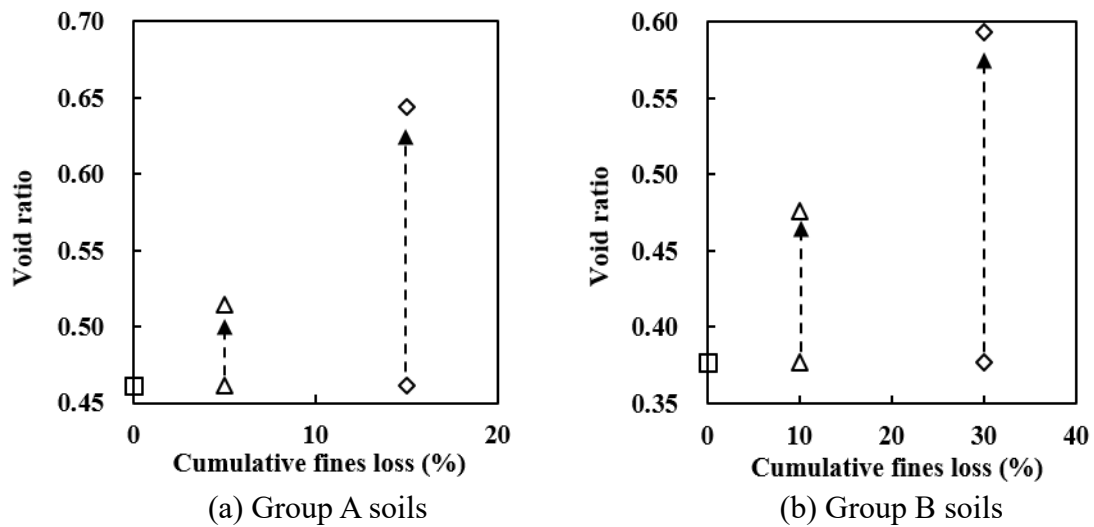 0.70
0.65
0.60
0.55
0.50
0.45
Void ratio
0 10 20
Cumulative fines loss (%)
(a) Group A soils
0.60
0.55
0.50
0.45
0.40
0.35
Void ratio
0 10 20 30 40
Cumulative fines loss (%)
(b) Group B soils